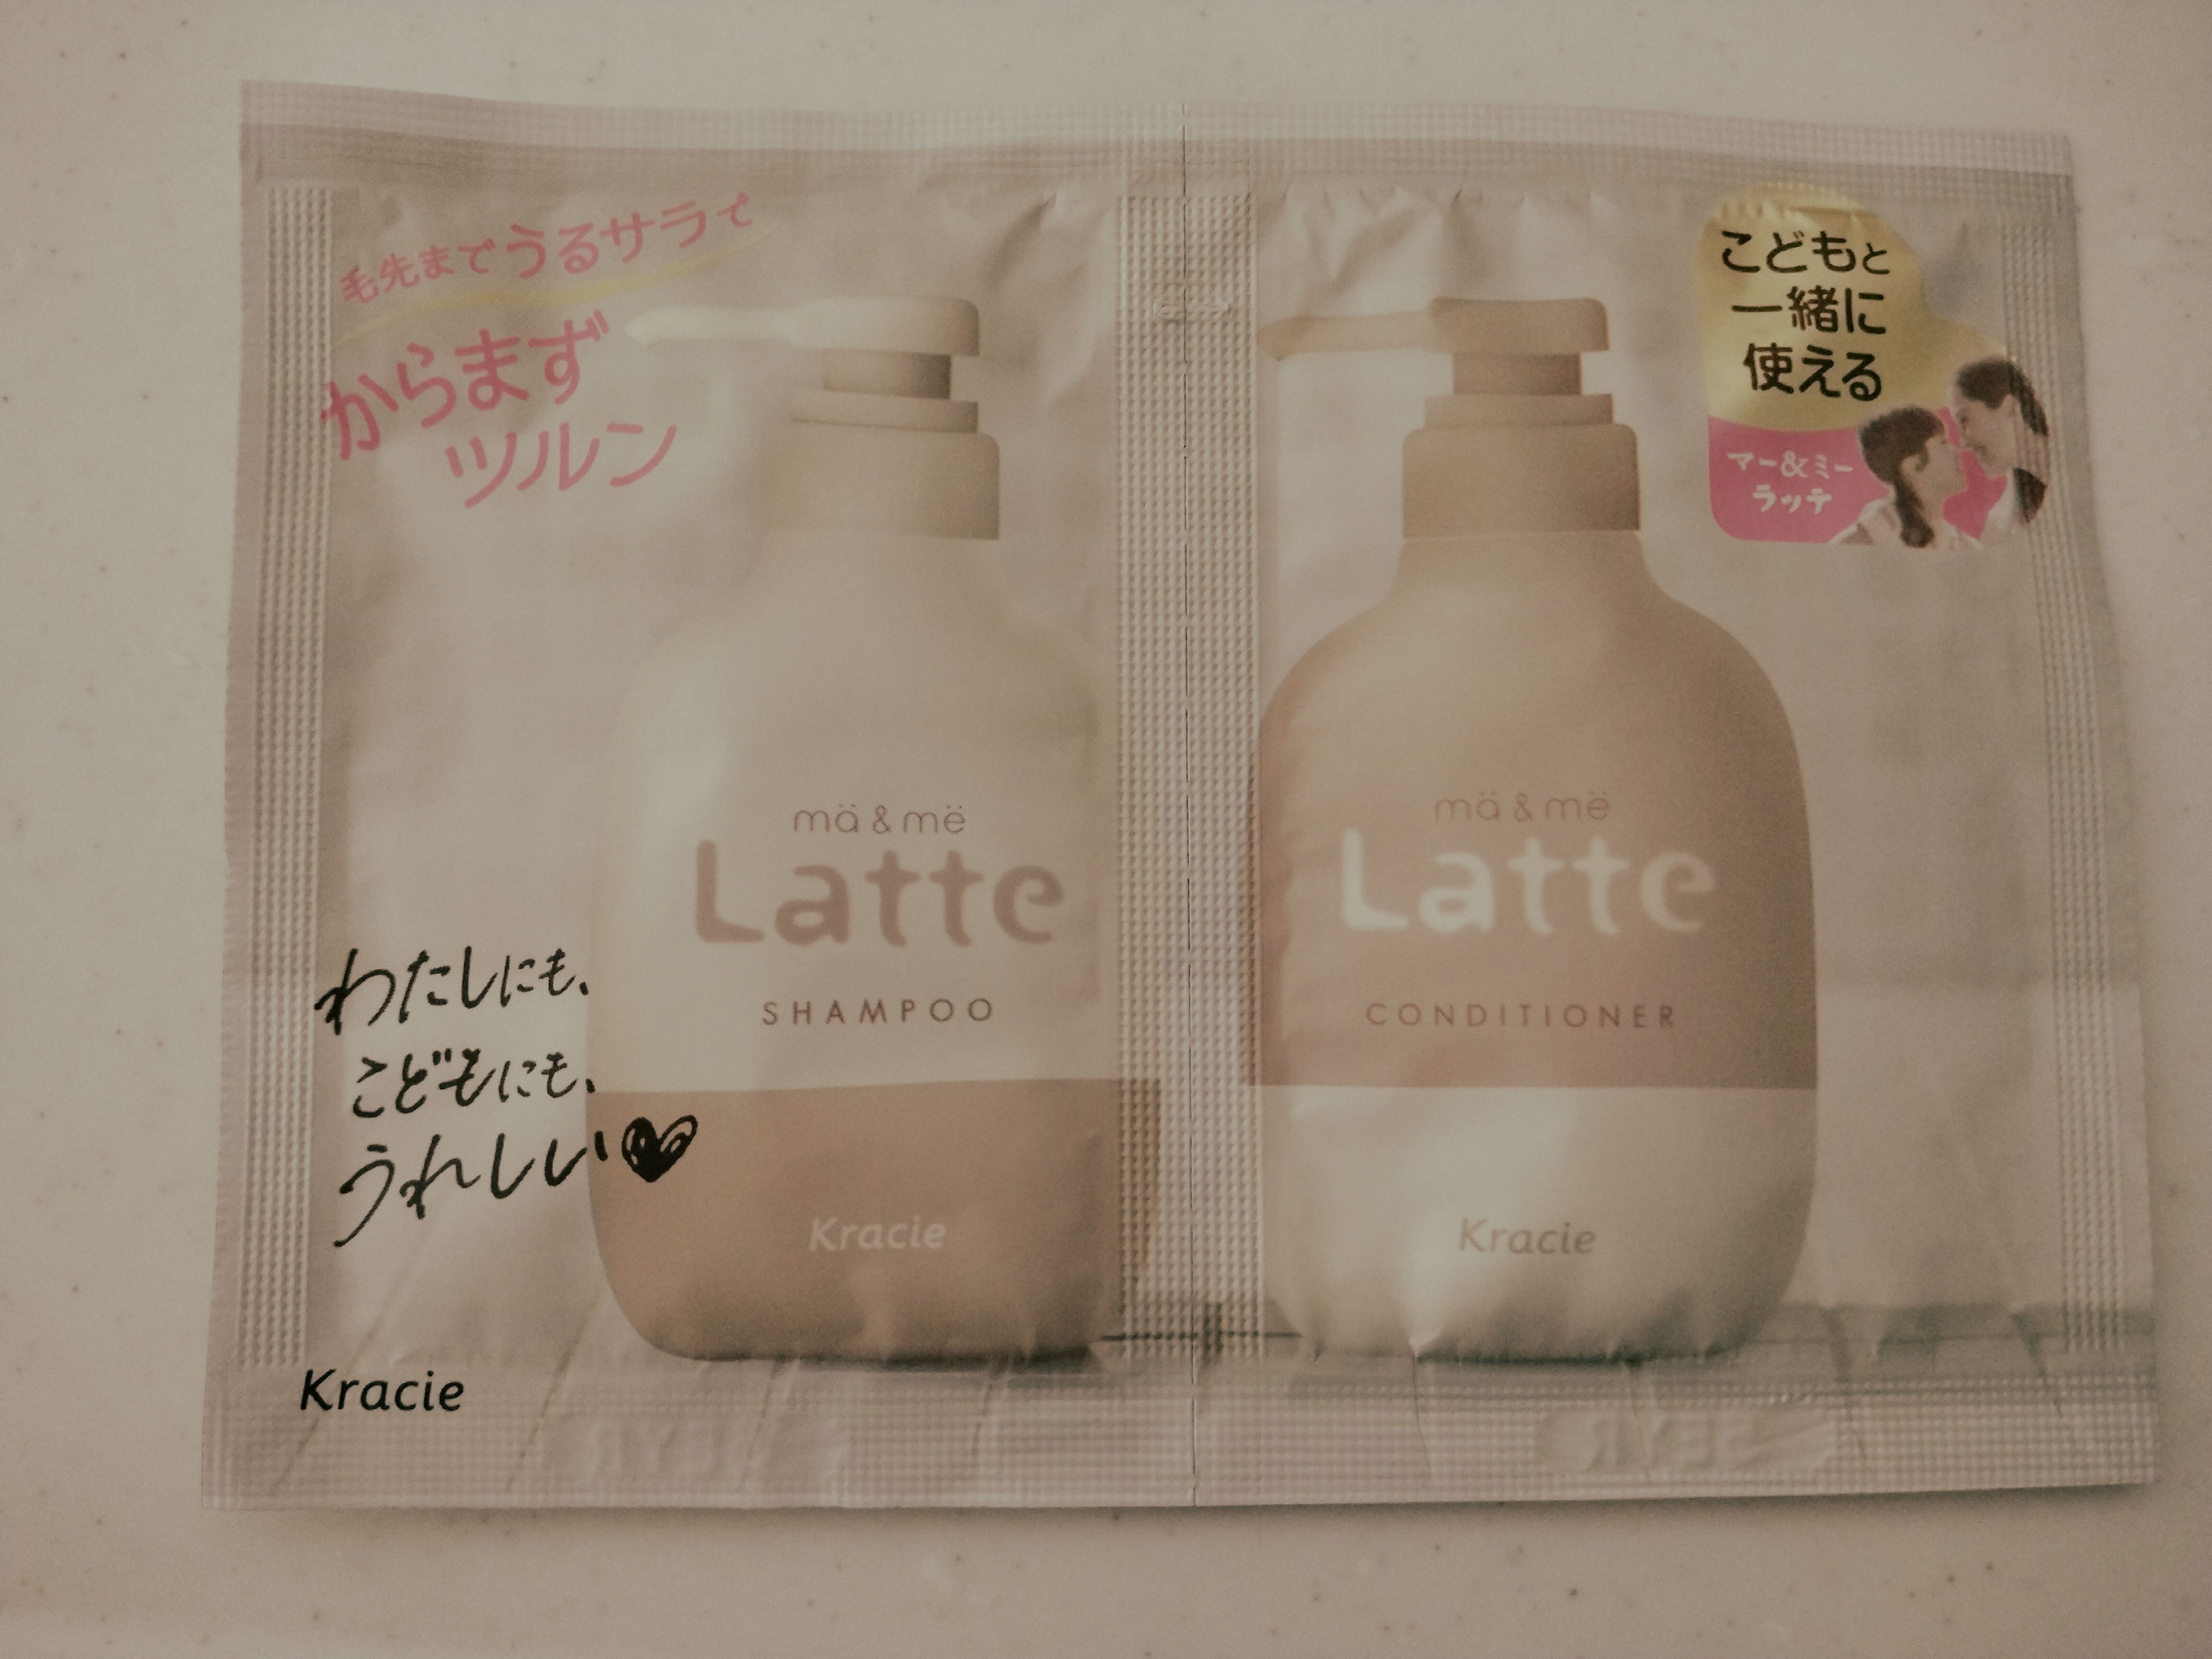 毛先までうるサラで
からまず
ツルン
こどもと
一緒に
使える
マー&ミー
ラッテ
mä & më
Latte
SHAMPOO
Kracie
mä & më
Latte
CONDITIONER
Kracie
わたしにも、
こどもにも、
うれしい♥
Kracie